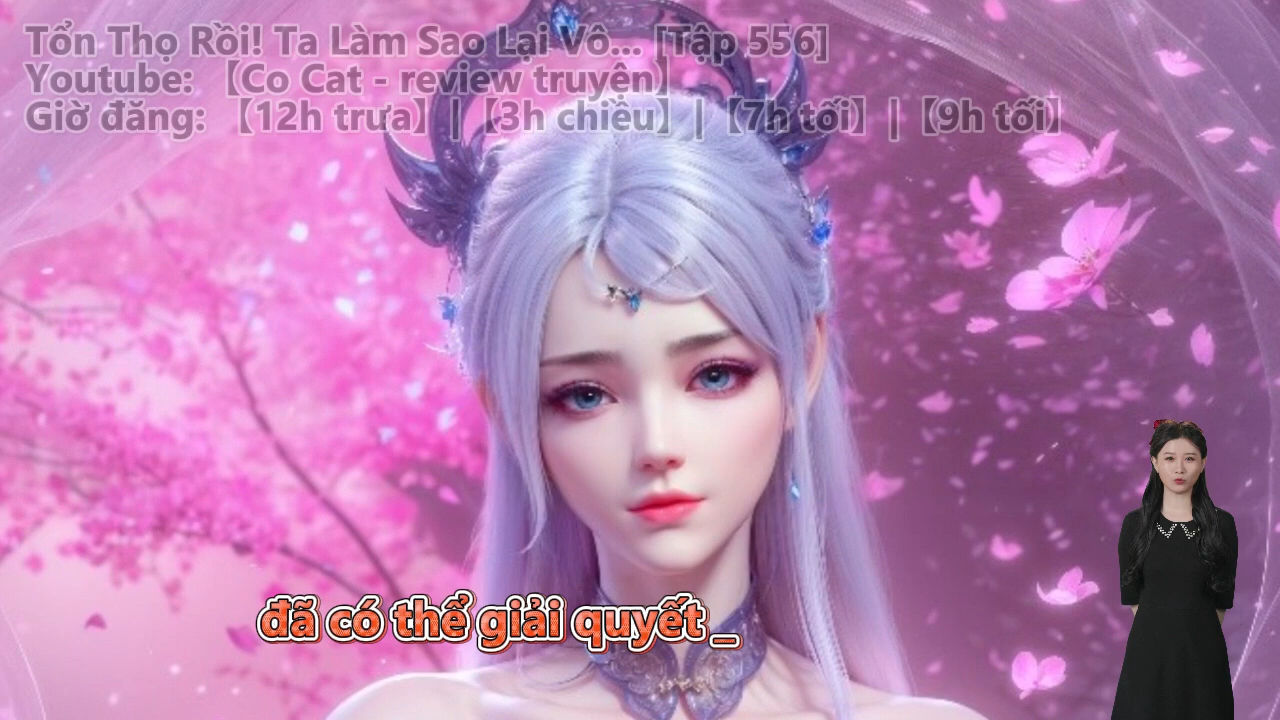 Tổn Thọ Rồi! Ta Làm Sao Lại Vô... [Tập 556]
Youtube: 【Co Cat - review truyện】
Giờ đăng: 【12h trưa】|【3h chiều】|【7h tối】|【9h tối】
đã có thể giải quyết _